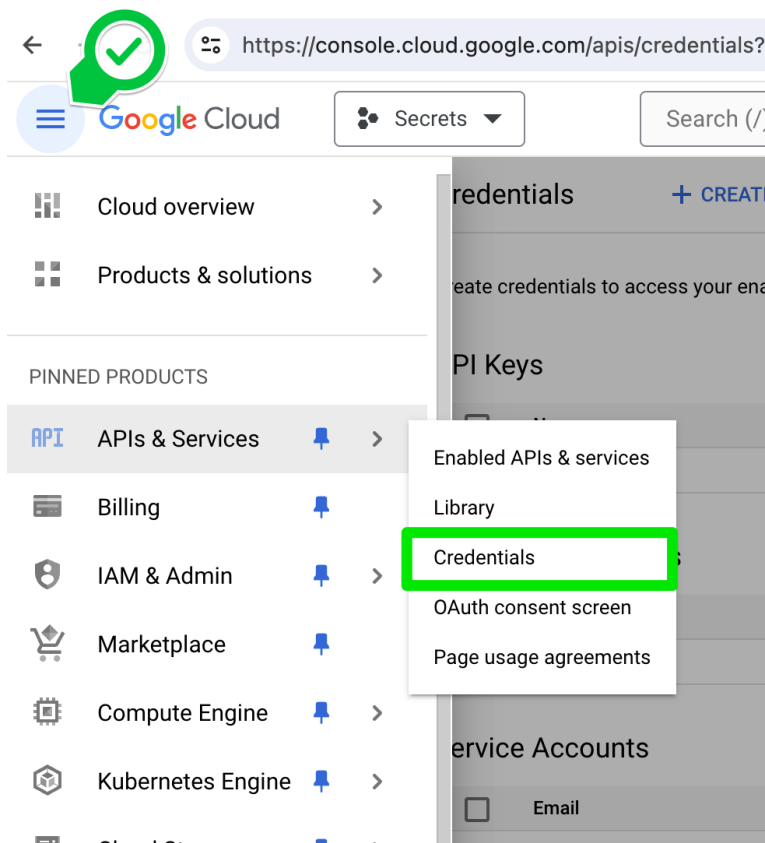 https://console.cloud.google.com/apis/credentials?
Google Cloud
Secrets
Search (/)
Cloud overview
Products & solutions
PINNED PRODUCTS
API
APIs & Services
Billing
IAM & Admin
Marketplace
Compute Engine
Kubernetes Engine
Enabled APIs & services
Library
Credentials
OAuth consent screen
Page usage agreements
redentials
+ CREAT
reate credentials to access your ena
PI Keys
ervice Accounts
Email